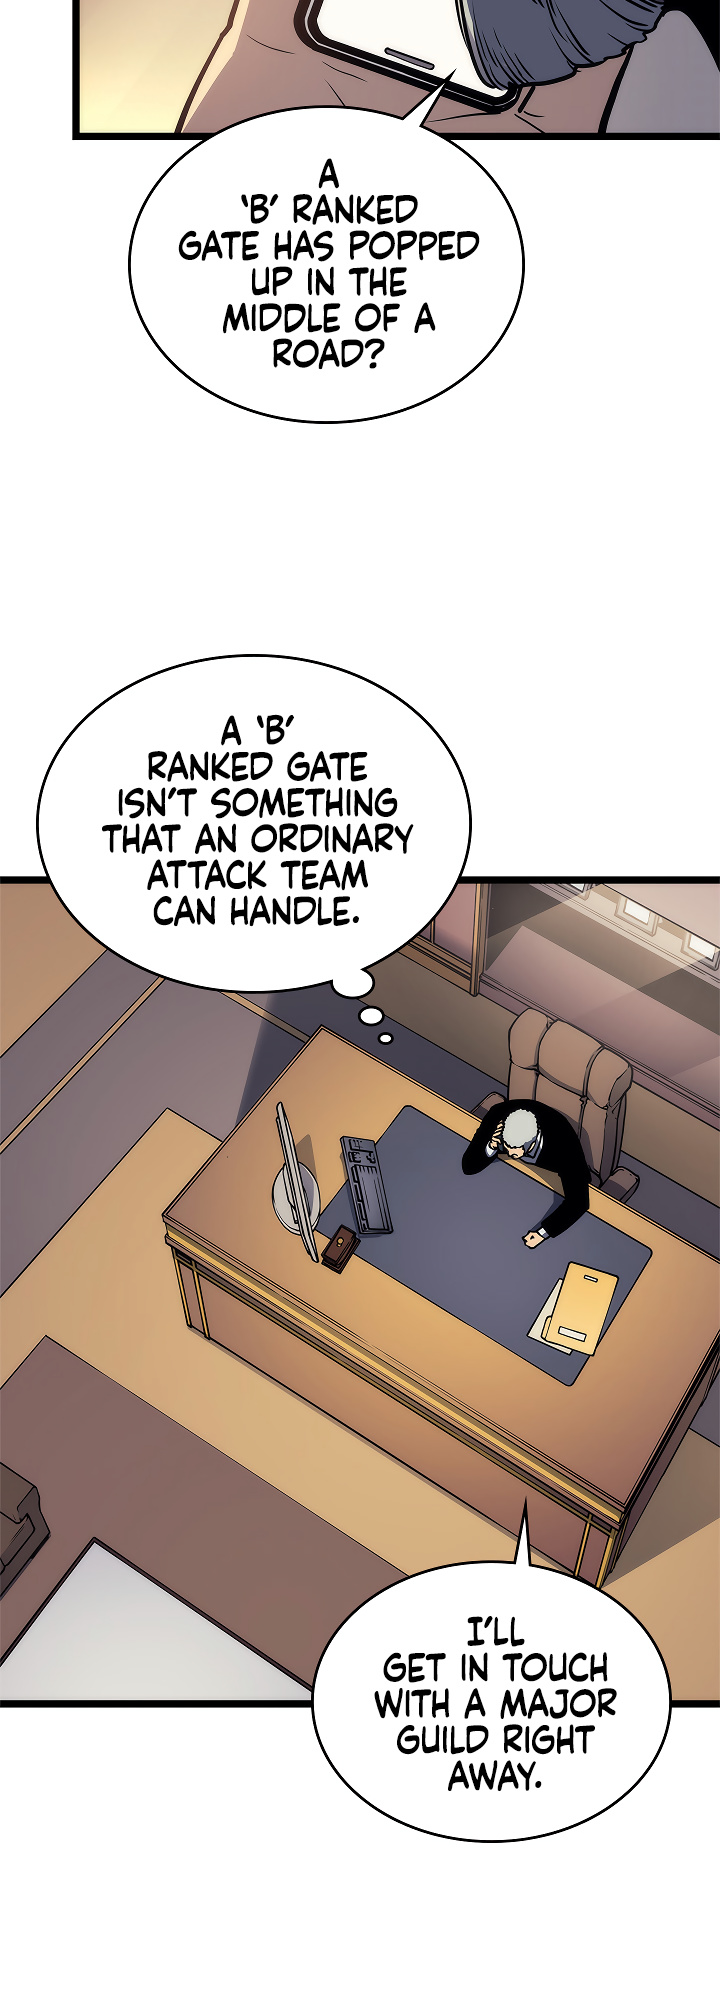 A
'B' RANKED
GATE HAS POPPED
UP IN THE
MIDDLE OF A
ROAD?
A 'B'
RANKED GATE
ISN'T SOMETHING
THAT AN ORDINARY
ATTACK TEAM
CAN HANDLE.
I'LL
GET IN TOUCH
WITH A MAJOR
GUILD RIGHT
AWAY.